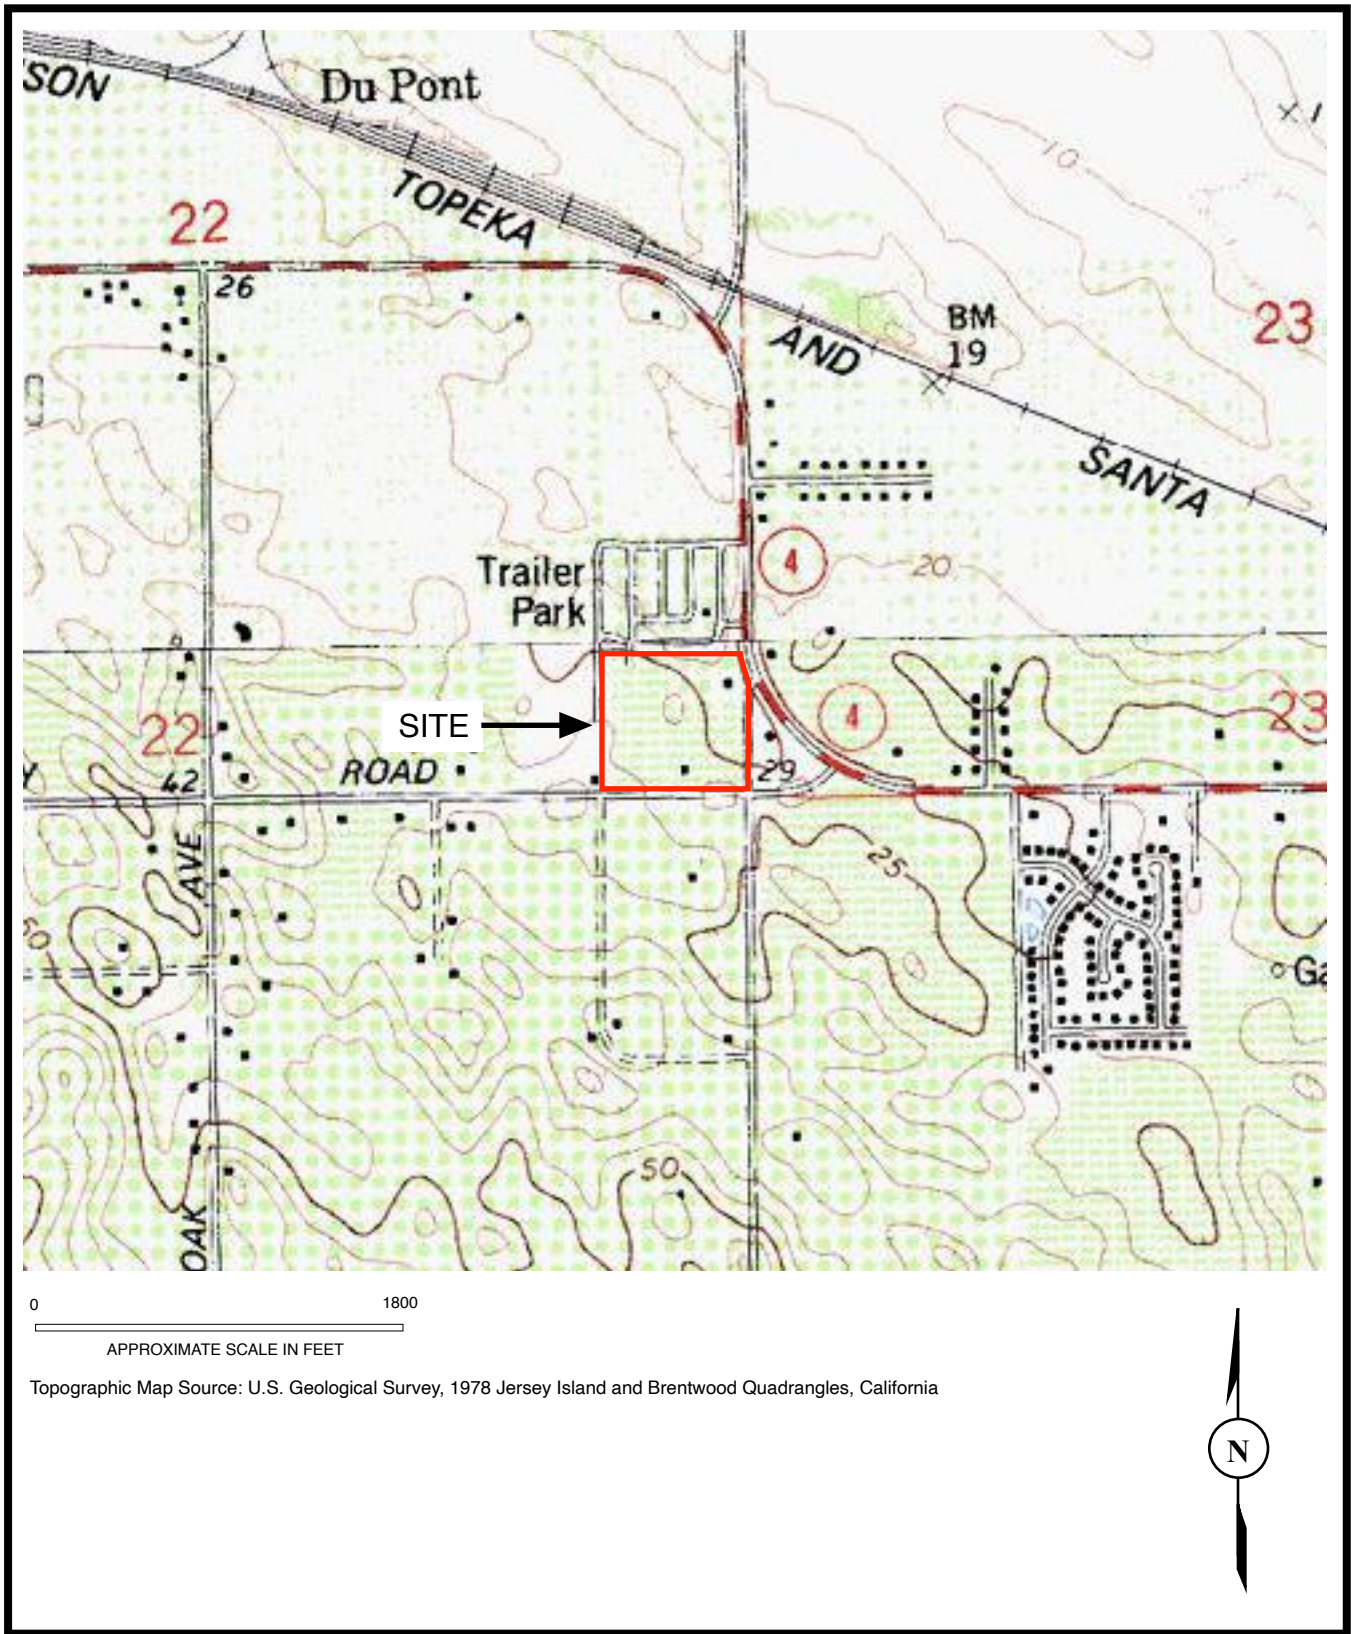 SON
Du Pont
TOPEKA
22
26
10
BM
19
23
AND
SANTA
4
20
Trailer
Park
SITE
22
42
ROAD
4
23
29
AVE
25
50
OAK
0
1800
APPROXIMATE SCALE IN FEET
Topographic Map Source: U.S. Geological Survey, 1978 Jersey Island and Brentwood Quadrangles, California
N